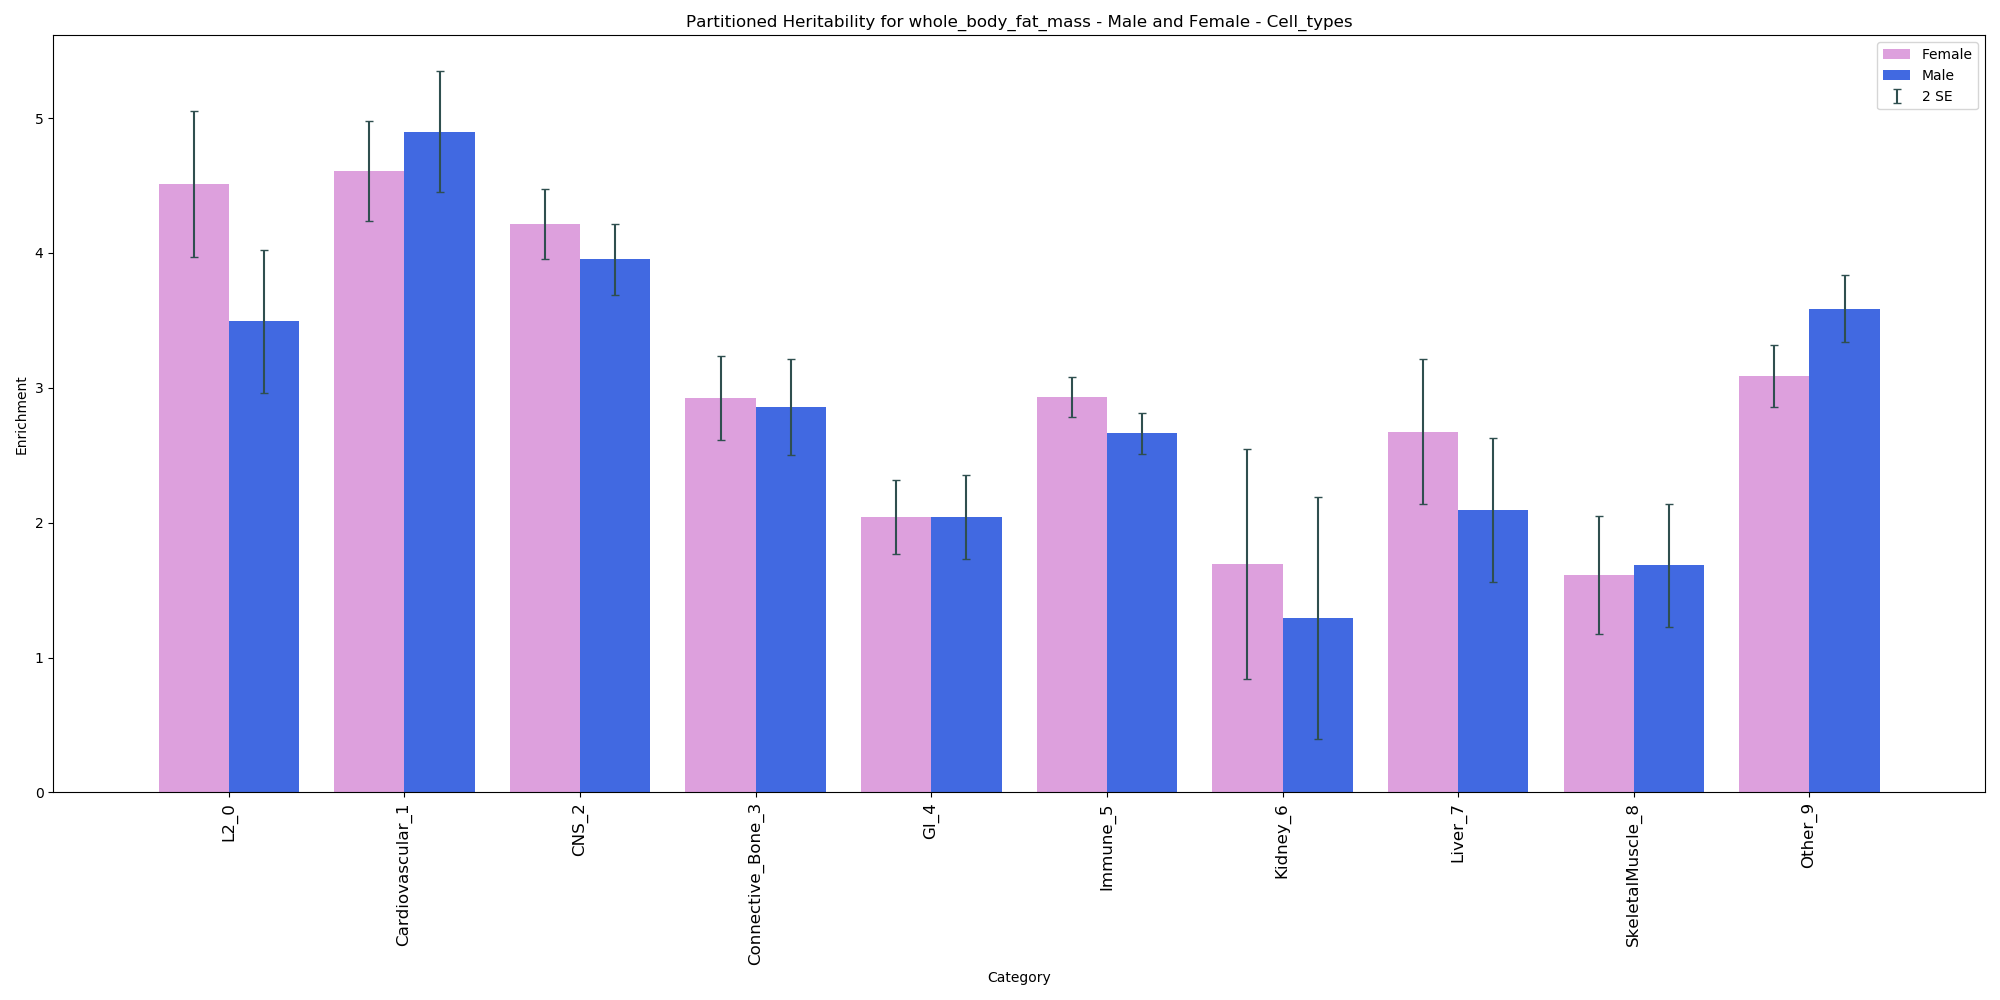 Partitioned Heritability for whole_body_fat_mass - Male and Female - Cell_types
Female
Male
2 SE
Enrichment
5
4
3
2
1
0
L2_0
Cardiovascular_1
CNS_2
Connective_Bone_3
GI_4
Immune_5
Kidney_6
Liver_7
SkeletalMuscle_8
Other_9
Category